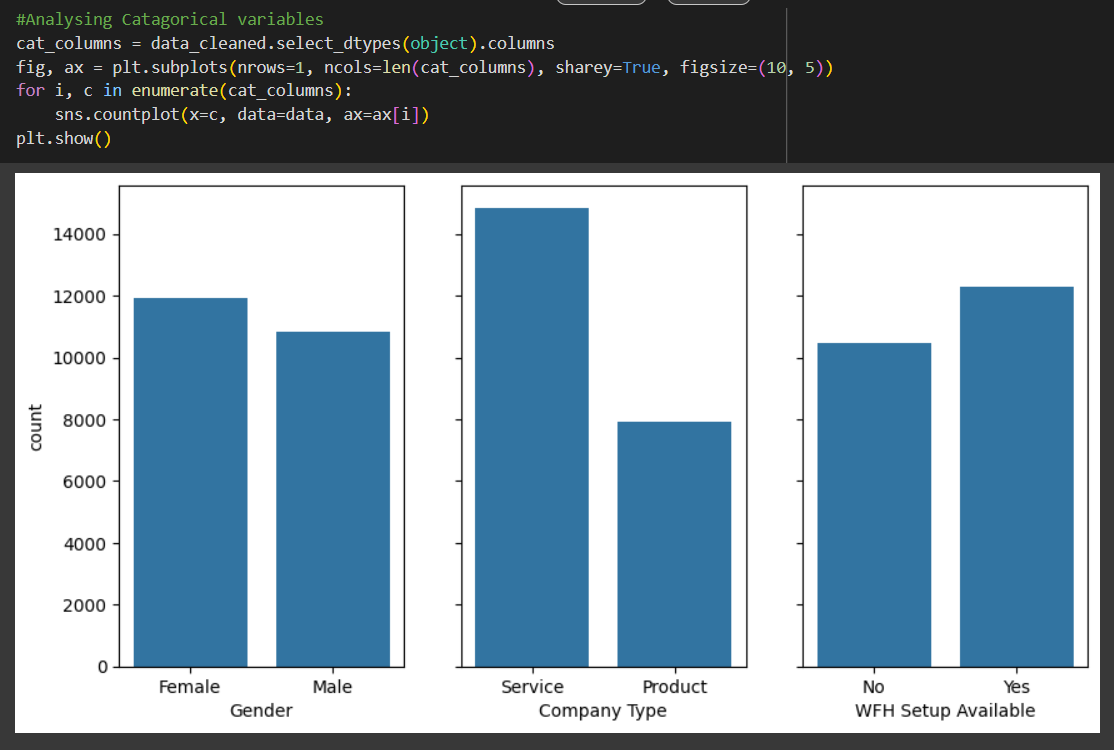 #Analysing Catagorical variables
cat_columns = data_cleaned.select_dtypes(object).columns
fig, ax = plt.subplots(nrows=1, ncols=len(cat_columns), sharey=True, figsize=(10, 5))
for i, c in enumerate(cat_columns):
    sns.countplot(x=c, data=data, ax=ax[i])
plt.show()
14000
12000
10000
8000
6000
4000
2000
0
count
Female Male
Gender
Service Product
Company Type
No Yes
WFH Setup Available